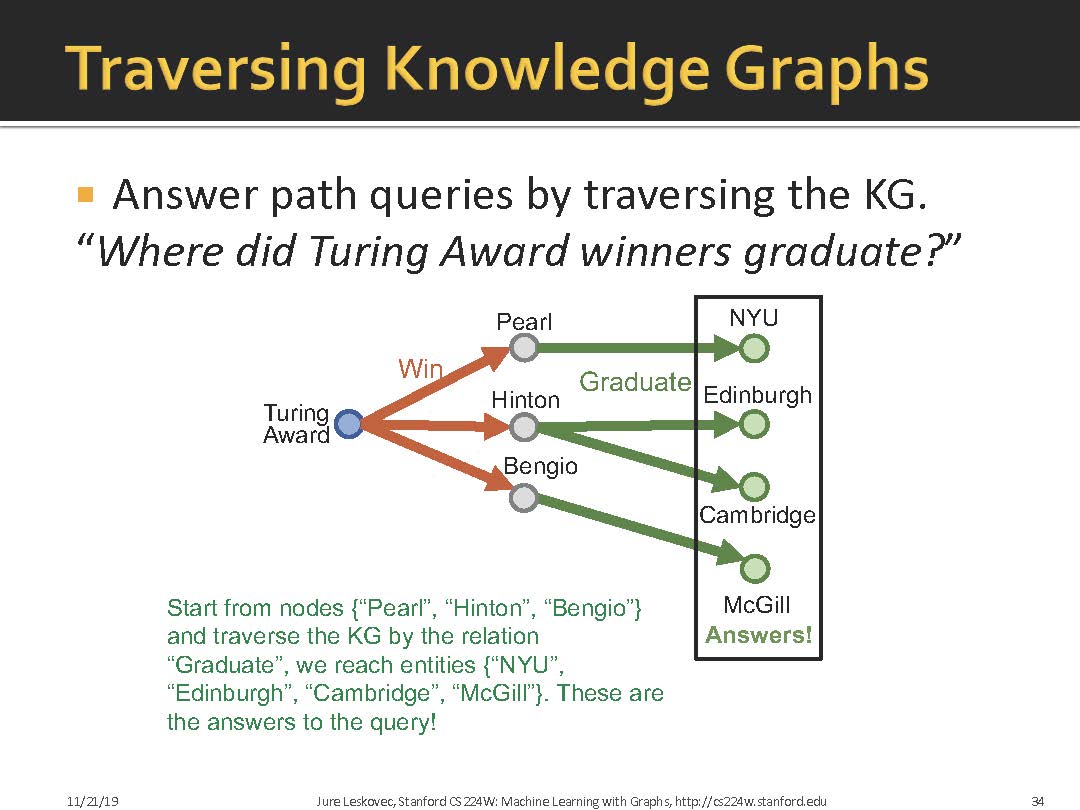 Traversing Knowledge Graphs
Answer path queries by traversing the KG.
“Where did Turing Award winners graduate?”
Pearl
NYU
Win
Graduate
Hinton
Edinburgh
Turing
Award
Bengio
Cambridge
McGill
Answers!
Start from nodes {“Pearl”, “Hinton”, “Bengio”}
and traverse the KG by the relation
“Graduate”, we reach entities {“NYU”,
“Edinburgh”, “Cambridge”, “McGill”}. These are
the answers to the query!
11/21/19
Jure Leskovec, Stanford CS224W: Machine Learning with Graphs, http://cs224w.stanford.edu
34